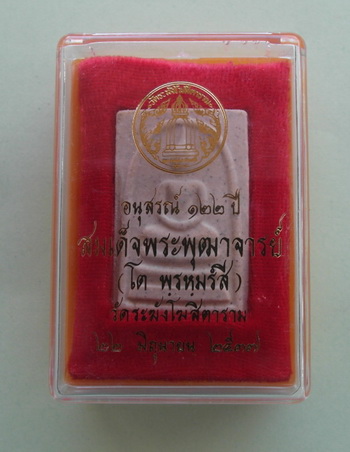 อนุสรณ์ ๑๒๒ ปี
สมเด็จพระพุฒาจารย์
(โต พฺรหฺมรํสี)
วัดระฆังโฆสิตาราม
๒๒ มิถุนายน ๒๕๓๗